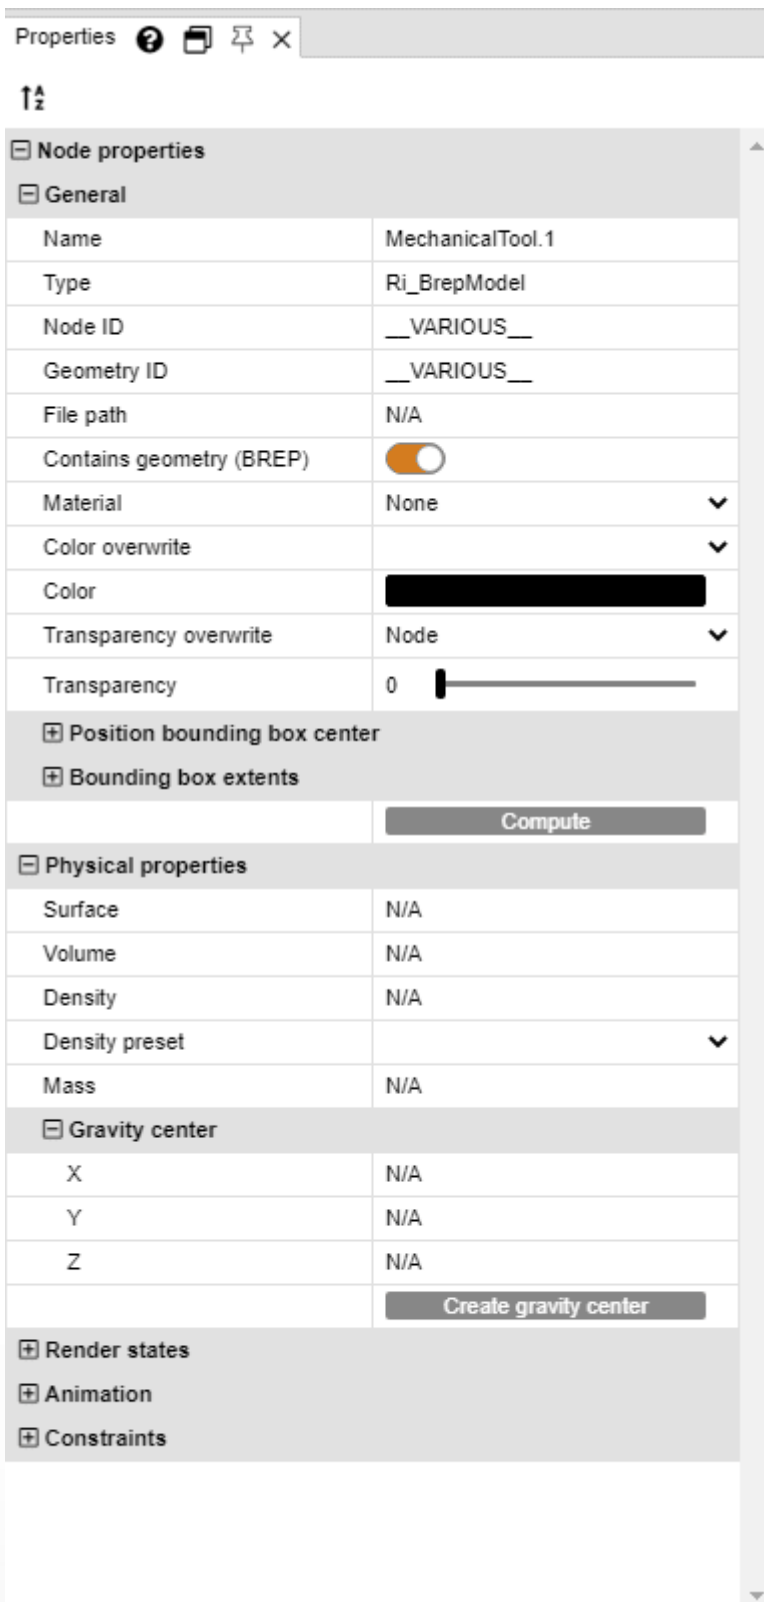 Properties
Node properties
General
Name MechanicalTool.1
Type Ri_BrepModel
Node ID __VARIOUS__
Geometry ID __VARIOUS__
File path N/A
Contains geometry (BREP)
Material None
Color overwrite
Color
Transparency overwrite Node
Transparency 0
Position bounding box center
Bounding box extents
Compute
Physical properties
Surface N/A
Volume N/A
Density N/A
Density preset
Mass N/A
Gravity center
X N/A
Y N/A
Z N/A
Create gravity center
Render states
Animation
Constraints